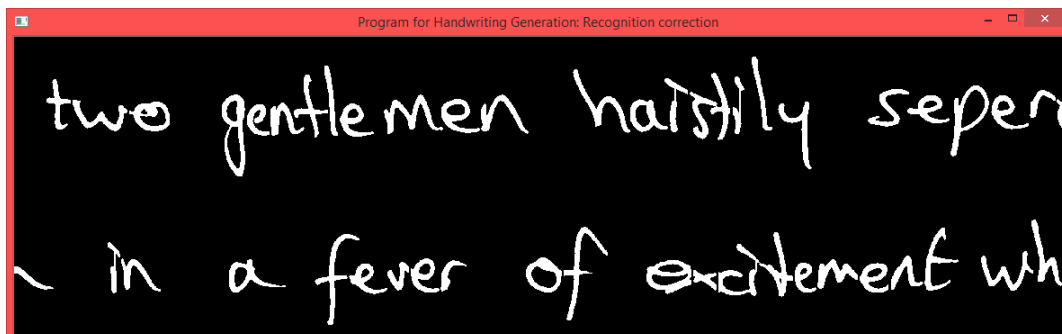 Program for Handwriting Generation: Recognition correction
two gentlemen haistily seper
in a fever of excitement wh